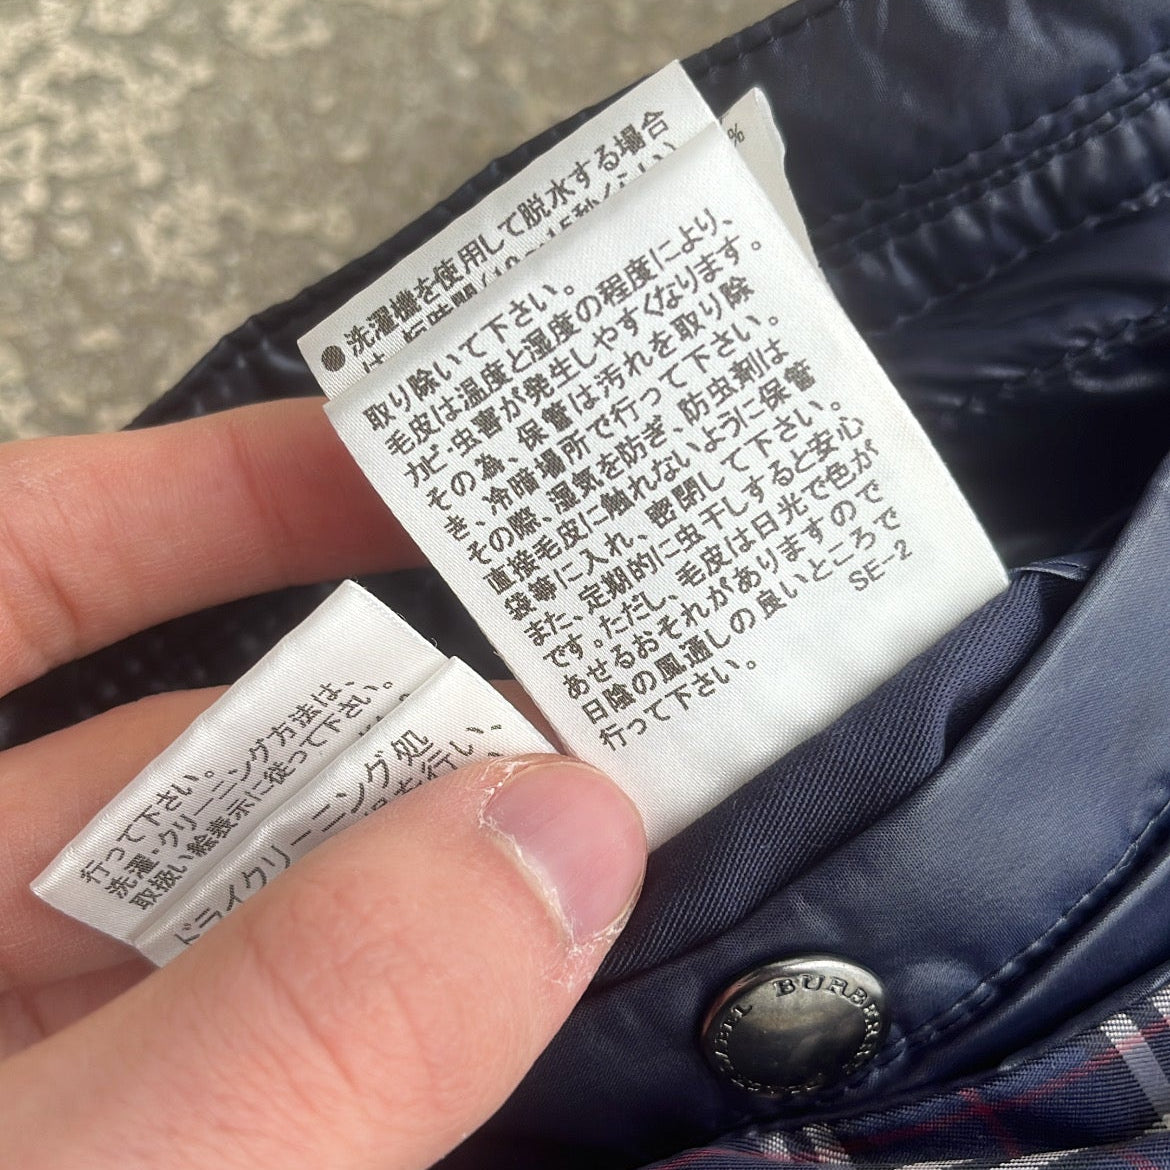 ●洗濯機を使用して脱水する場合
取り除いて下さい。
毛皮は温度と湿度の程度により、
カビ・虫害が発生しやすくなります。
その為、保管は汚れを取り除
き、冷暗場所で行って下さい。
その際、湿気を防ぎ、防虫剤は
直接毛皮に触れないように保管
袋等に入れ、密閉して下さい。
また、定期的に虫干しすると安心
です。ただし、毛皮は日光で色が
あせるおそれがありますので
日陰の風通しの良いところで
行って下さい。
SE-2
%
行って下さい。
洗濯・クリーニング方法は、
取扱い絵表示に従って下さい。
ドライクリーニング処
を行い、
BURBERRY